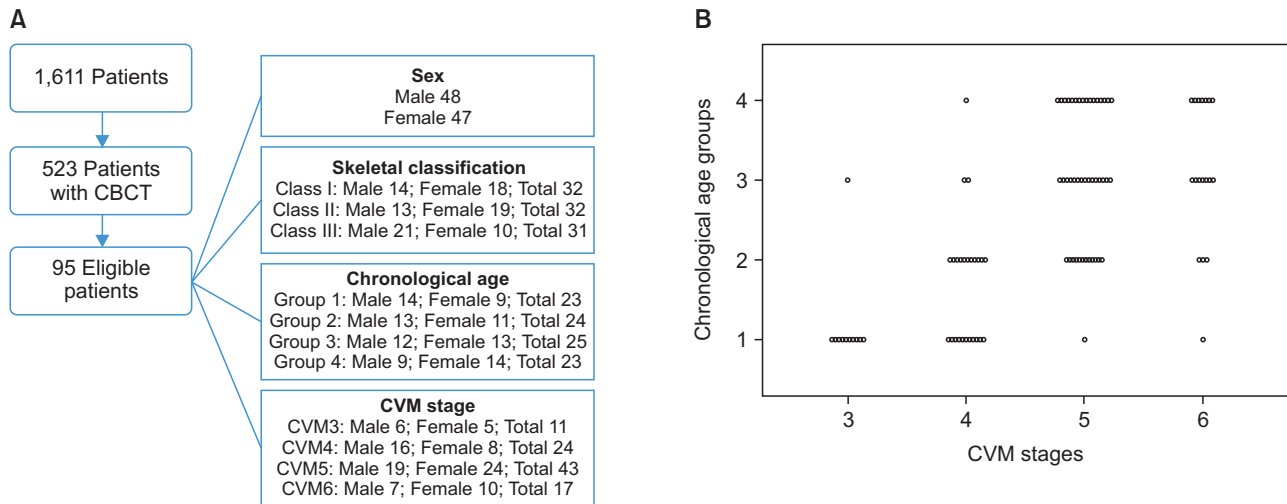 A
1,611 Patients
523 Patients
with CBCT
95 Eligible
patients
Sex
Male 48
Female 47
Skeletal classification
Class I: Male 14; Female 18; Total 32
Class II: Male 13; Female 19; Total 32
Class III: Male 21; Female 10; Total 31
Chronological age
Group 1: Male 14; Female 9; Total 23
Group 2: Male 13; Female 11; Total 24
Group 3: Male 12; Female 13; Total 25
Group 4: Male 9; Female 14; Total 23
CVM stage
CVM3: Male 6; Female 5; Total 11
CVM4: Male 16; Female 8; Total 24
CVM5: Male 19; Female 24; Total 43
CVM6: Male 7; Female 10; Total 17
B
Chronological age groups
4
3
2
1
3 4 5 6
CVM stages